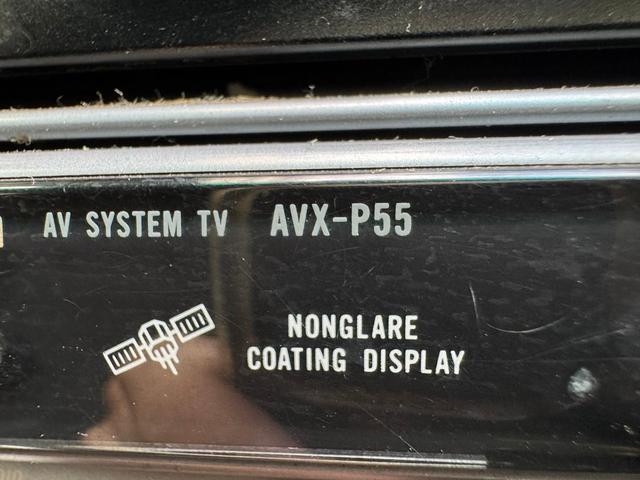 AV SYSTEM TV AVX-P55
NONGLARE
COATING DISPLAY